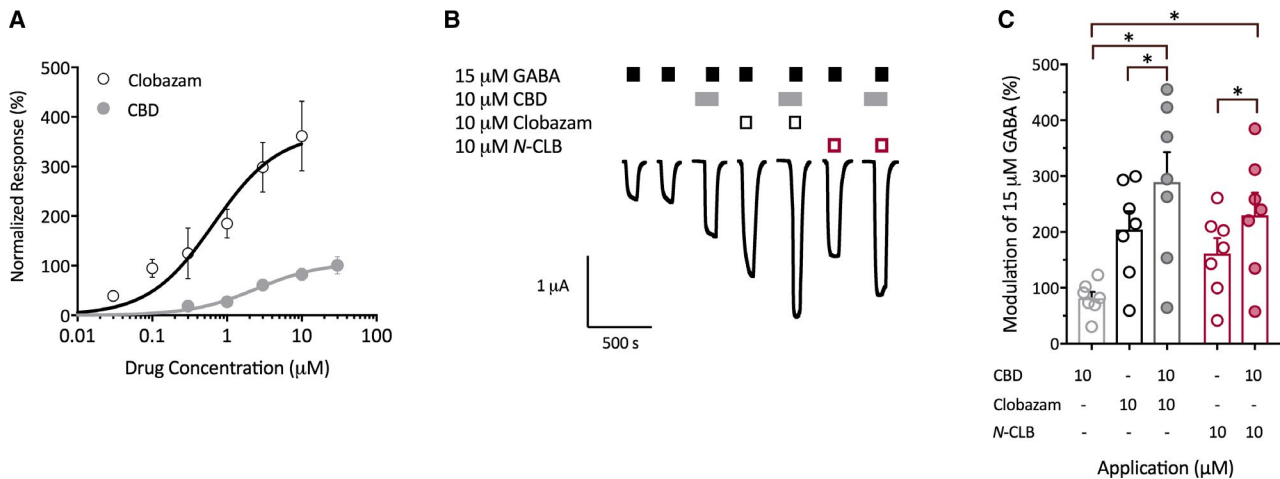 A
Normalized Response (%)
500
400
300
200
100
0
Clobazam
CBD
0.01 0.1 1 10 100
Drug Concentration (μM)
B
15 μM GABA
10 μM CBD
10 μM Clobazam
10 μM N-CLB
1 μA
500 s
C
Modulation of 15 μM GABA (%)
500
400
300
200
100
0
*
*
*
*
CBD 10 - 10 - 10
Clobazam - 10 10 - -
N-CLB - - - 10 10
Application (μM)